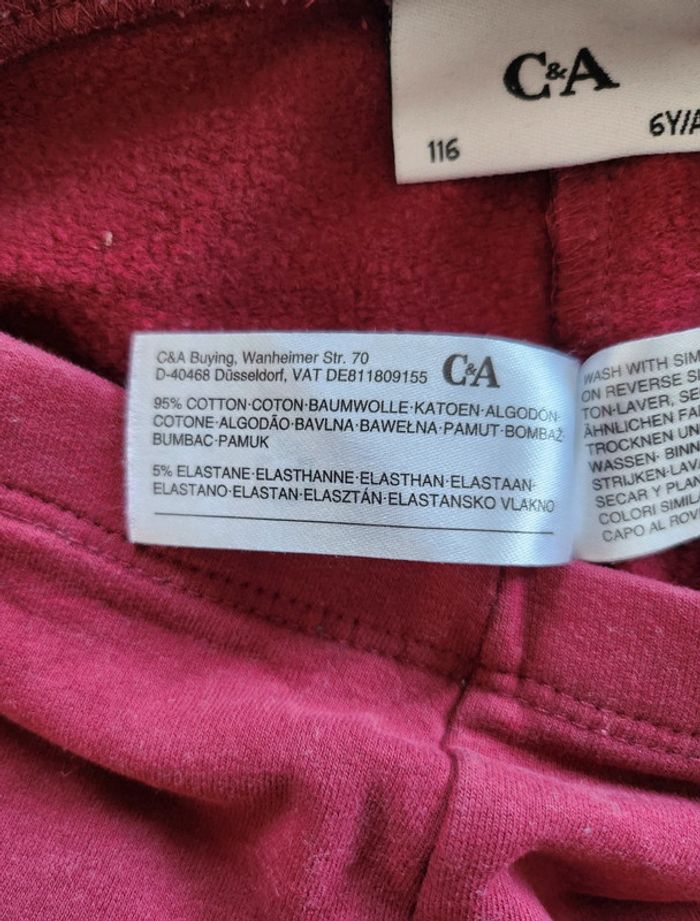 C&A
116
6Y/A
C&A Buying, Wanheimer Str. 70
D-40468 Düsseldorf, VAT DE811809155
C&A
95% COTTON·COTON·BAUMWOLLE·KATOEN·ALGODÓN·
COTONE·ALGODÃO·BAVLNA·BAWEŁNA·PAMUT·BOMBAŽ·
BUMBAC·PAMUK
5% ELASTANE·ELASTHANNE·ELASTHAN·ELASTAAN·
ELASTANO·ELASTAN·ELASZTÁN·ELASTANSKO VLAKNO
WASH WITH SIM
ON REVERSE SI
TON·LAVER, SE
ÄHNLICHEN FA
TROCKNEN UN
WASSEN· BINN
STRIJKEN·LAV
SECAR Y PLAN
COLORI SIMIL
CAPO AL ROV